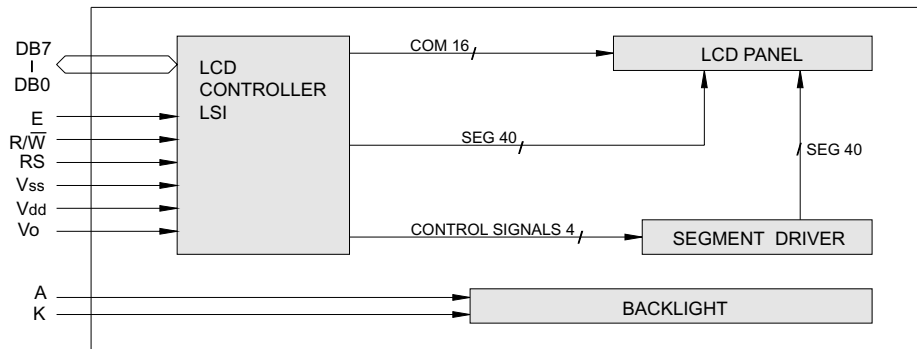 DB7
DB0
E
R/W̅
RS
Vss
Vdd
Vo
A
K
LCD
CONTROLLER
LSI
COM 16
SEG 40
CONTROL SIGNALS 4
LCD PANEL
SEG 40
SEGMENT DRIVER
BACKLIGHT